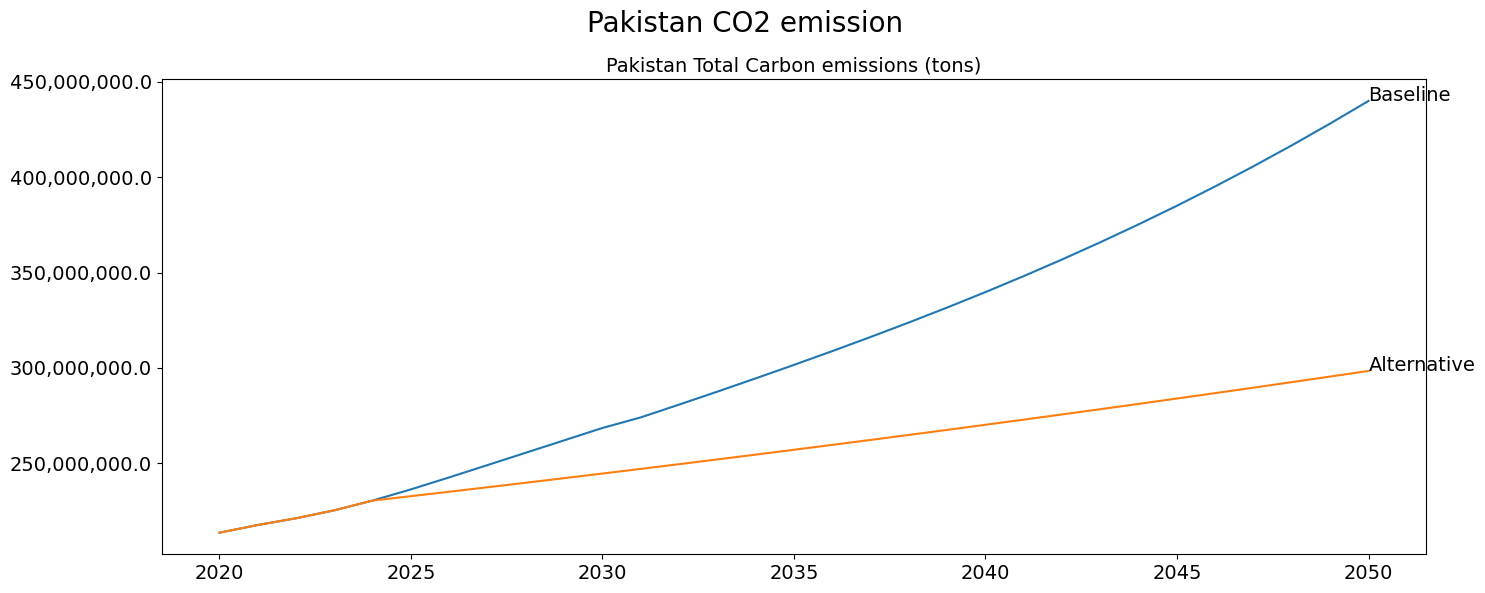 Pakistan CO2 emission
Pakistan Total Carbon emissions (tons)
450,000,000.0
Baseline
400,000,000.0
350,000,000.0
300,000,000.0
Alternative
250,000,000.0
2020 2025 2030 2035 2040 2045 2050